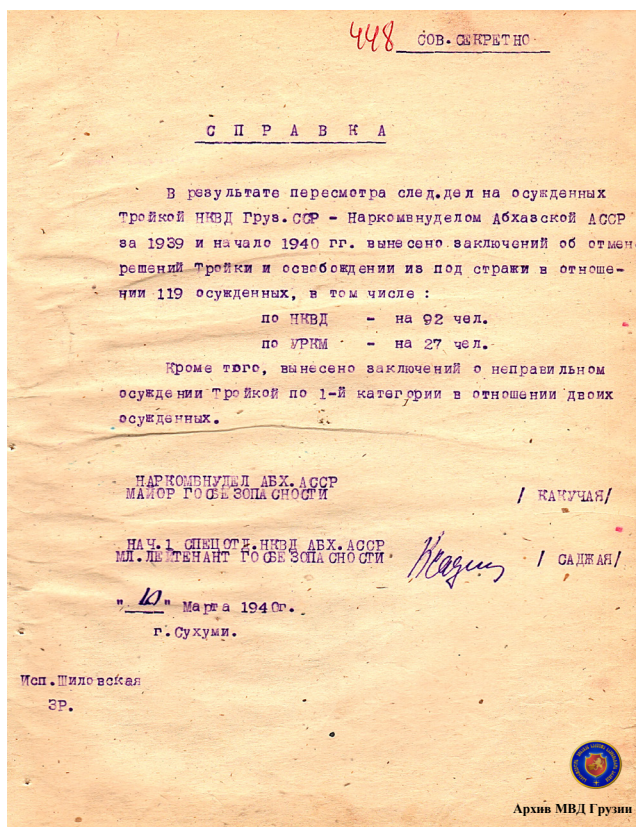 448 СОВ.СЕКРЕТНО
С П Р А В К А
В результате пересмотра след.дел на осужденных
Тройкой НКВД Груз.ССР - Наркомвнуделом Абхазской АССР
за 1939 и начало 1940 гг. вынесено заключений об отмен
решений Тройки и освобождении из под стражи в отноше-
нии 119 осужденных, в том числе :
по НКВД - на 92 чел.
по УРКМ - на 27 чел.
Кроме того, вынесено заключений о неправильном
осуждении Тройкой по 1-й категории в отношении двоих
осужденных.
НАРКОМВНУДЕЛ АБХ.АССР
МАЙОР ГОСБЕЗОПАСНОСТИ / КАКУЧАЯ/
НАЧ.1 СПЕЦОТД.НКВД АБХ.АССР
МЛ.ЛЕЙТЕНАНТ ГОСБЕЗОПАСНОСТИ / САДЖАЯ/
" " Марта 1940г.
г.Сухуми.
Исп.Шиловская
ЗР.
Архив МВД Грузии